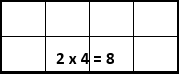 2 x 4 = 8